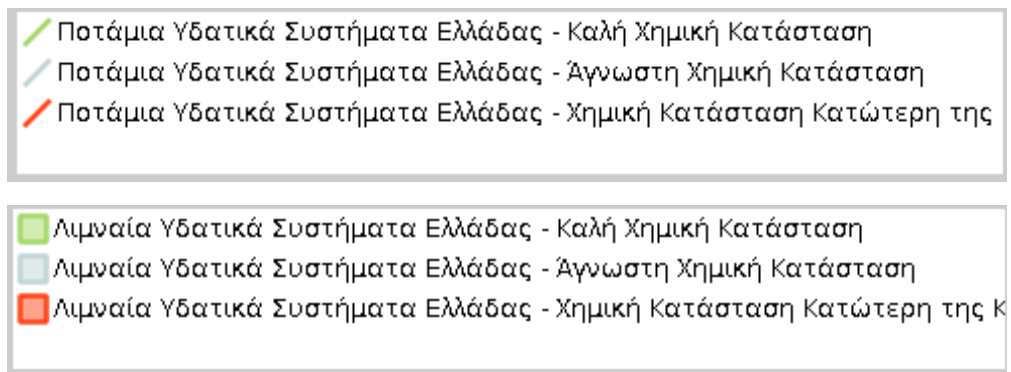 Ποτάμια Υδατικά Συστήματα Ελλάδας - Καλή Χημική Κατάσταση
Ποτάμια Υδατικά Συστήματα Ελλάδας - Άγνωστη Χημική Κατάσταση
Ποτάμια Υδατικά Συστήματα Ελλάδας - Χημική Κατάσταση Κατώτερη της
Λιμναία Υδατικά Συστήματα Ελλάδας - Καλή Χημική Κατάσταση
Λιμναία Υδατικά Συστήματα Ελλάδας - Άγνωστη Χημική Κατάσταση
Λιμναία Υδατικά Συστήματα Ελλάδας - Χημική Κατάσταση Κατώτερη της Κ